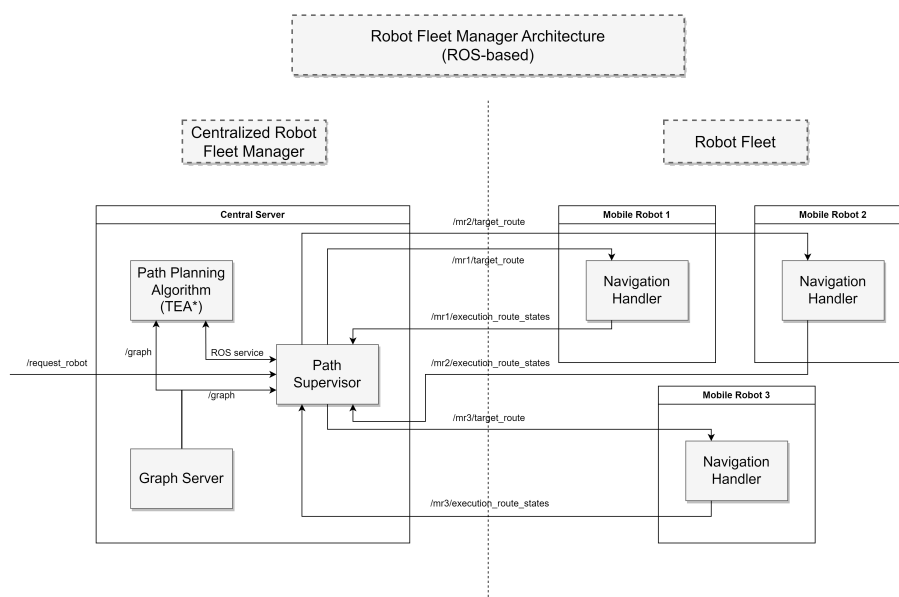 Robot Fleet Manager Architecture
(ROS-based)
Centralized Robot
Fleet Manager
Robot Fleet
Central Server
Mobile Robot 1
Mobile Robot 2
/mr2/target_route
/mr1/target_route
Path Planning
Algorithm
(TEA*)
Navigation
Handler
Navigation
Handler
/mr1/execution_route_states
/graph
ROS service
/request_robot
/mr2/execution_route_states
Path
Supervisor
/graph
Mobile Robot 3
/mr3/target_route
Graph Server
Navigation
Handler
/mr3/execution_route_states